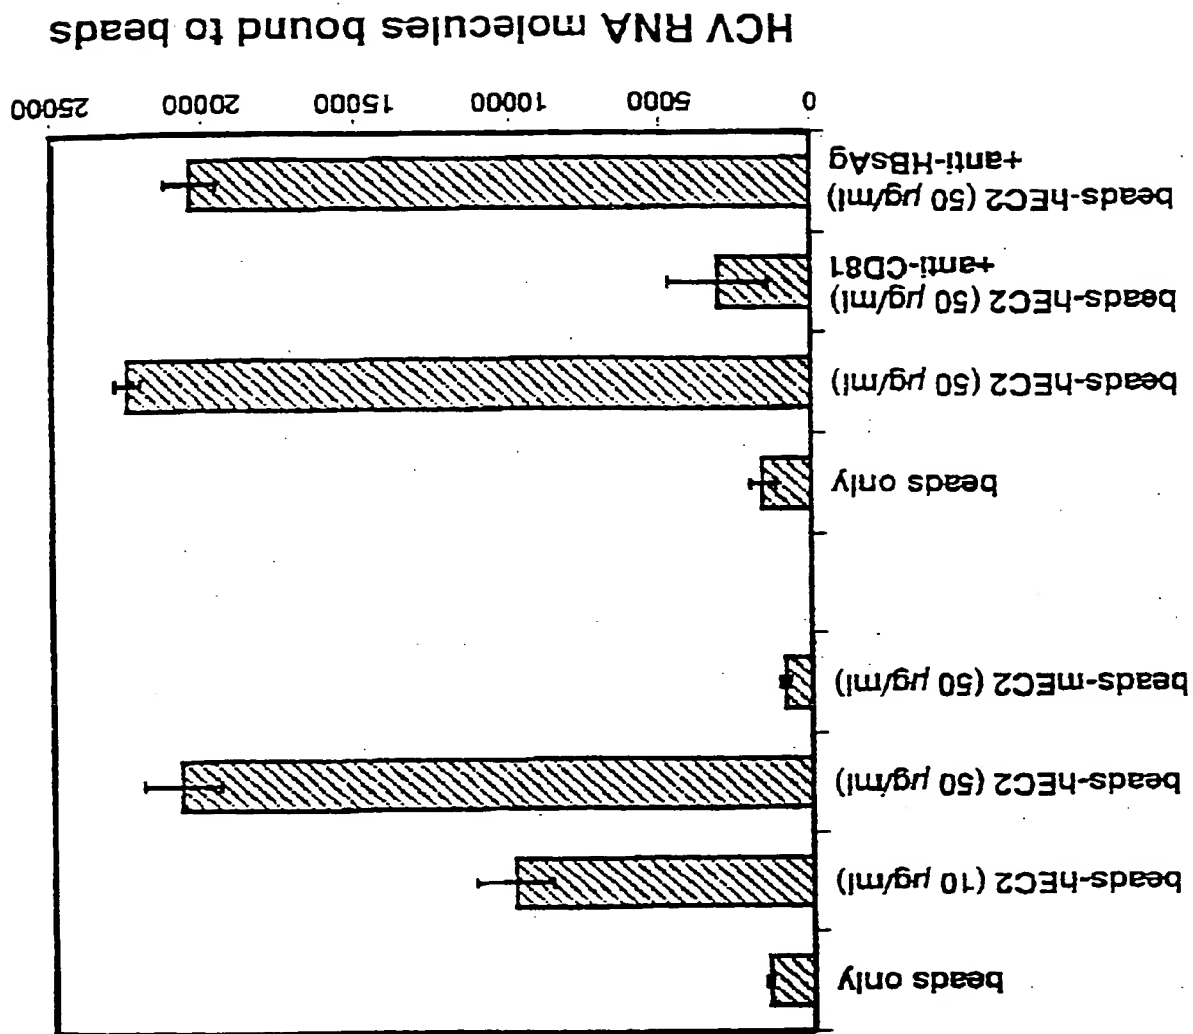 beads only
beads-hEC2 (10 µg/ml)
beads-hEC2 (50 µg/ml)
beads-mEC2 (50 µg/ml)
beads only
beads-hEC2 (50 µg/ml)
beads-hEC2 (50 µg/ml)
+anti-CD81
beads-hEC2 (50 µg/ml)
+anti-HBsAg
0 5000 10000 15000 20000 25000
HCV RNA molecules bound to beads